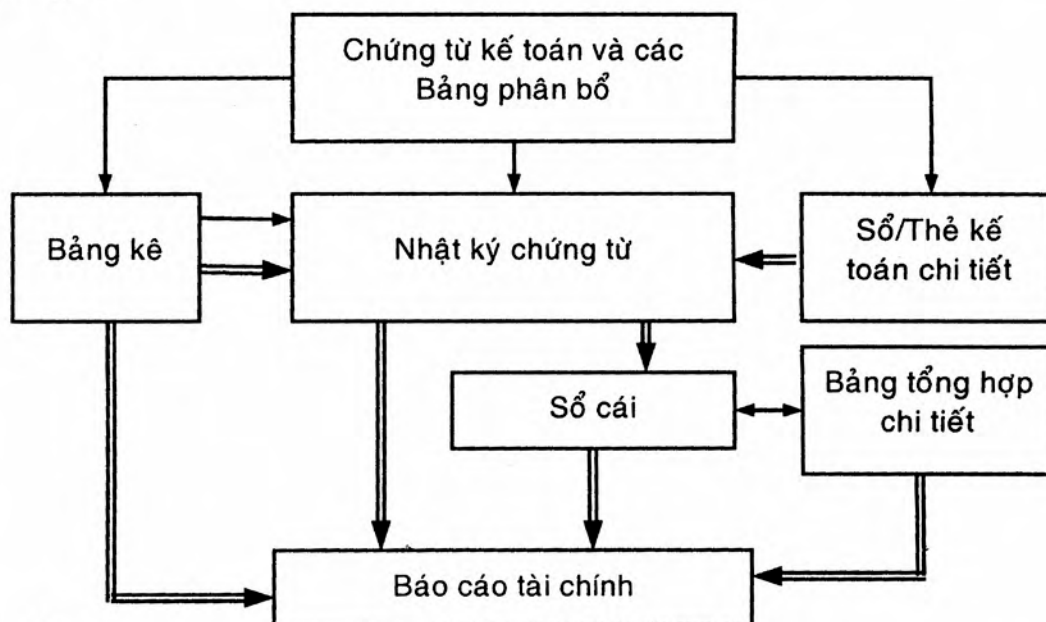 Chứng từ kế toán và các
Bảng phân bổ
Bảng kê
Nhật ký chứng từ
Sổ/Thẻ kế
toán chi tiết
Sổ cái
Bảng tổng hợp
chi tiết
Báo cáo tài chính